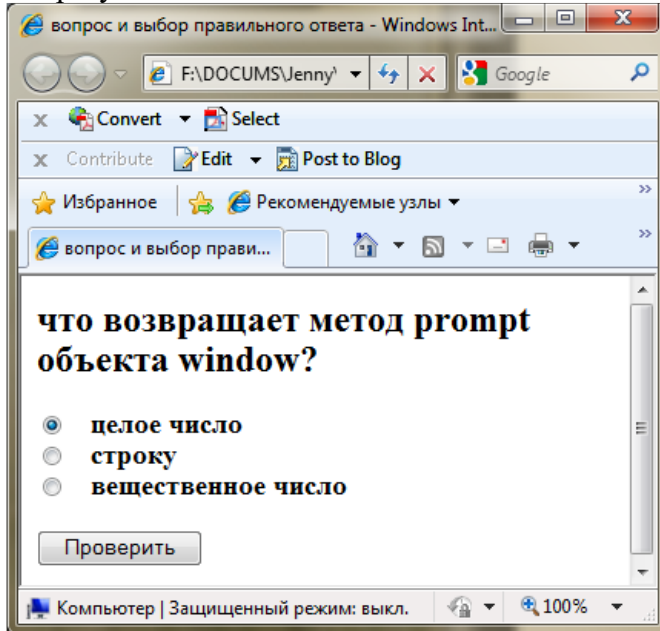 вопрос и выбор правильного ответа - Windows Int...
F:\DOCUMS\Jenny\ Google
x Convert Select
x Contribute Edit Post to Blog
Избранное Рекомендуемые узлы
вопрос и выбор прави...
что возвращает метод prompt
объекта window?
целое число
строку
вещественное число
Проверить
Компьютер | Защищенный режим: выкл. 100%